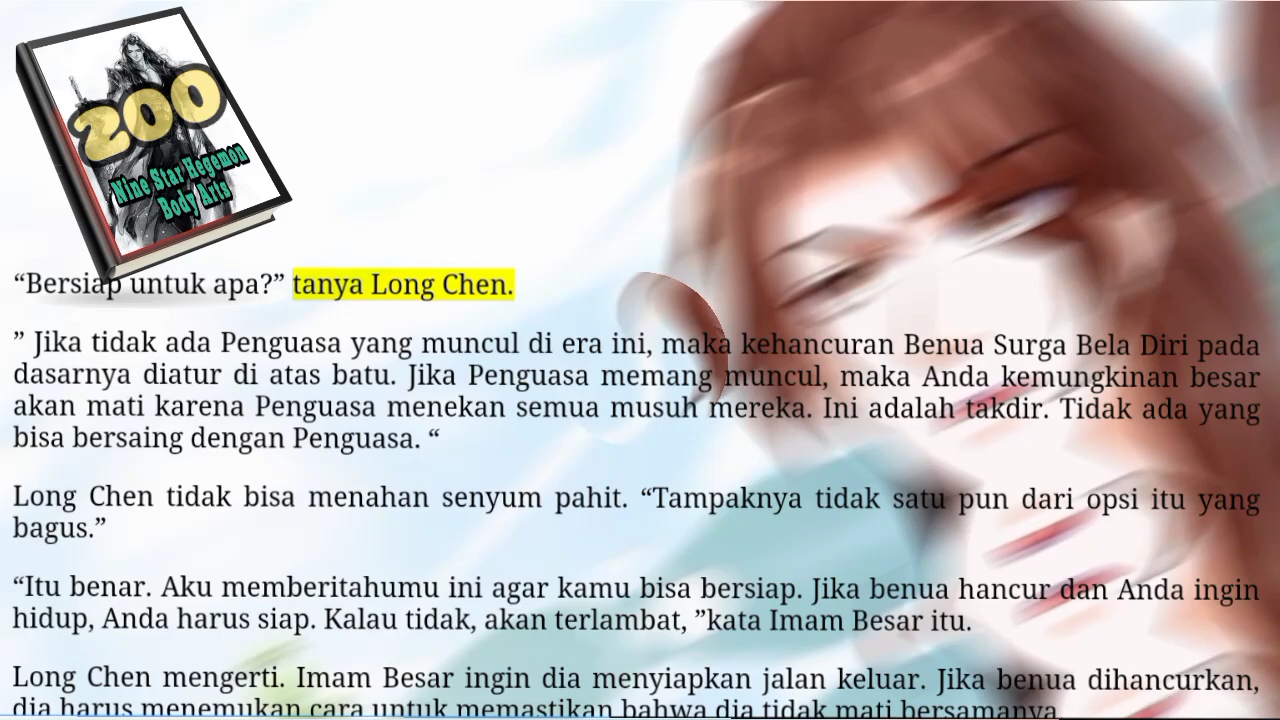 200
Nine Star Hegemon
Body Arts
“Bersiap untuk apa?” tanya Long Chen.
” Jika tidak ada Penguasa yang muncul di era ini, maka kehancuran Benua Surga Bela Diri pada
dasarnya diatur di atas batu. Jika Penguasa memang muncul, maka Anda kemungkinan besar
akan mati karena Penguasa menekan semua musuh mereka. Ini adalah takdir. Tidak ada yang
bisa bersaing dengan Penguasa. “
Long Chen tidak bisa menahan senyum pahit. “Tampaknya tidak satu pun dari opsi itu yang
bagus.”
“Itu benar. Aku memberitahumu ini agar kamu bisa bersiap. Jika benua hancur dan Anda ingin
hidup, Anda harus siap. Kalau tidak, akan terlambat, ”kata Imam Besar itu.
Long Chen mengerti. Imam Besar ingin dia menyiapkan jalan keluar. Jika benua dihancurkan,
dia harus menemukan cara untuk memastikan bahwa dia tidak mati bersamanya.